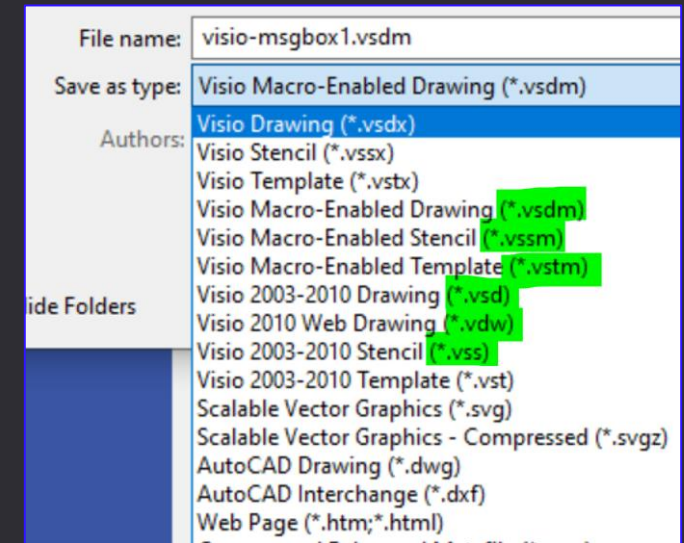 File name: visio-msgbox1.vsdm
Save as type: Visio Macro-Enabled Drawing (*.vsdm)
Authors:
Visio Drawing (*.vsdx)
Visio Stencil (*.vssx)
Visio Template (*.vstx)
Visio Macro-Enabled Drawing (*.vsdm)
Visio Macro-Enabled Stencil (*.vssm)
Visio Macro-Enabled Template (*.vstm)
Visio 2003-2010 Drawing (*.vsd)
ide Folders
Visio 2010 Web Drawing (*.vdw)
Visio 2003-2010 Stencil (*.vss)
Visio 2003-2010 Template (*.vst)
Scalable Vector Graphics (*.svg)
Scalable Vector Graphics - Compressed (*.svgz)
AutoCAD Drawing (*.dwg)
AutoCAD Interchange (*.dxf)
Web Page (*.htm;*.html)